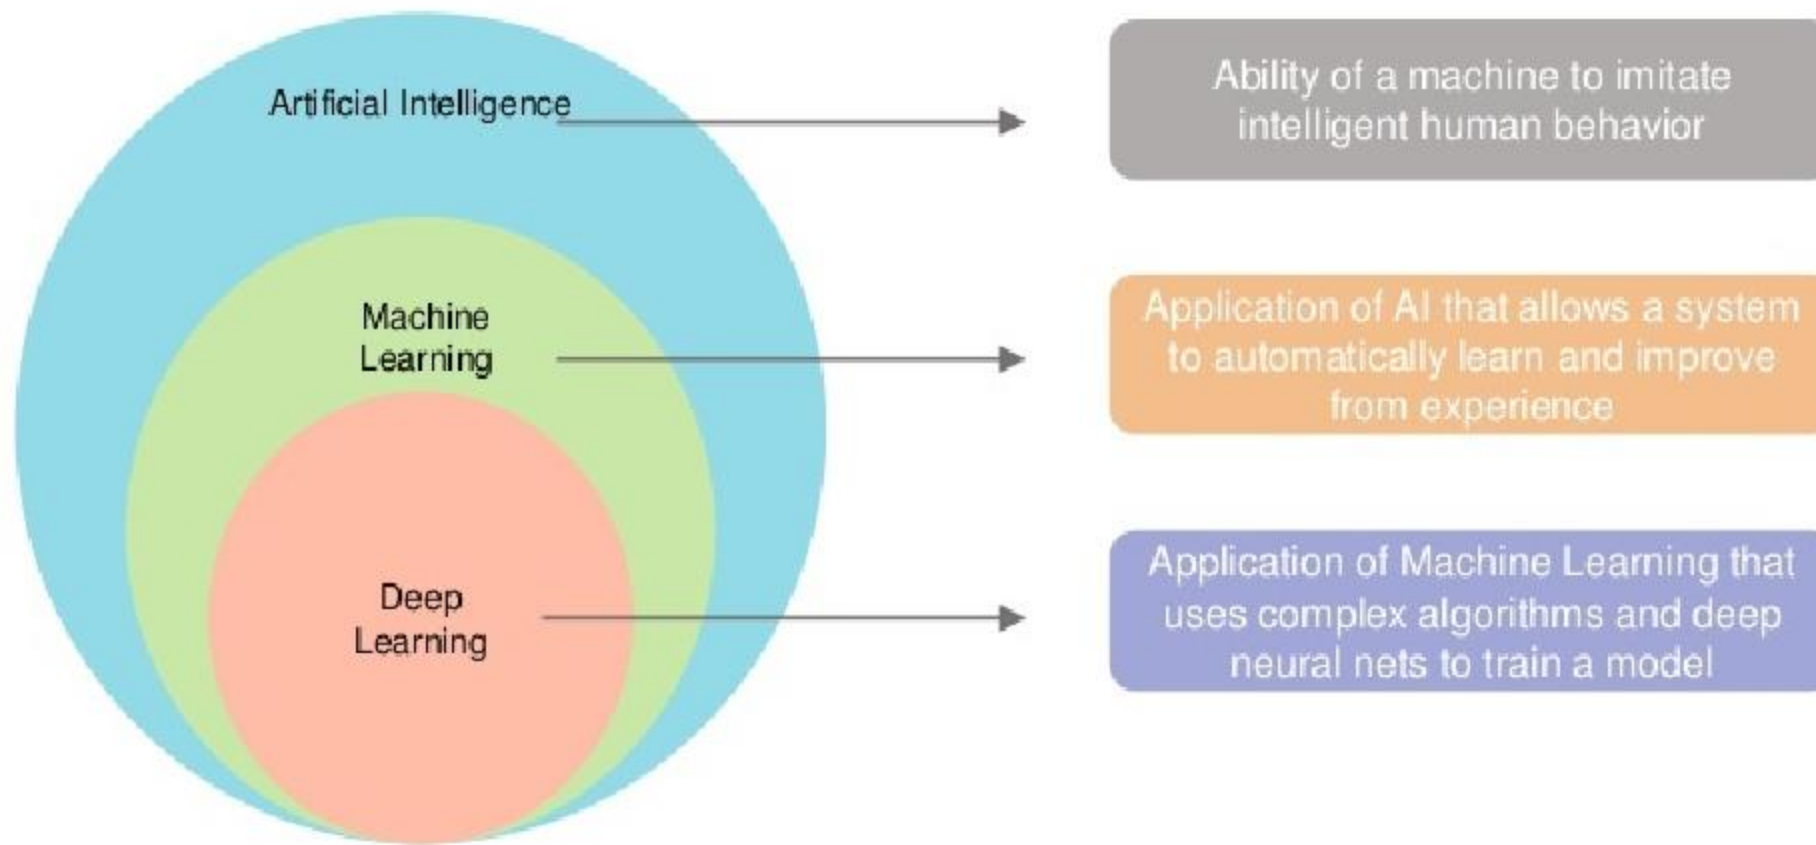 Artificial Intelligence
Ability of a machine to imitate
intelligent human behavior
Machine
Learning
Application of AI that allows a system
to automatically learn and improve
from experience
Deep
Learning
Application of Machine Learning that
uses complex algorithms and deep
neural nets to train a model